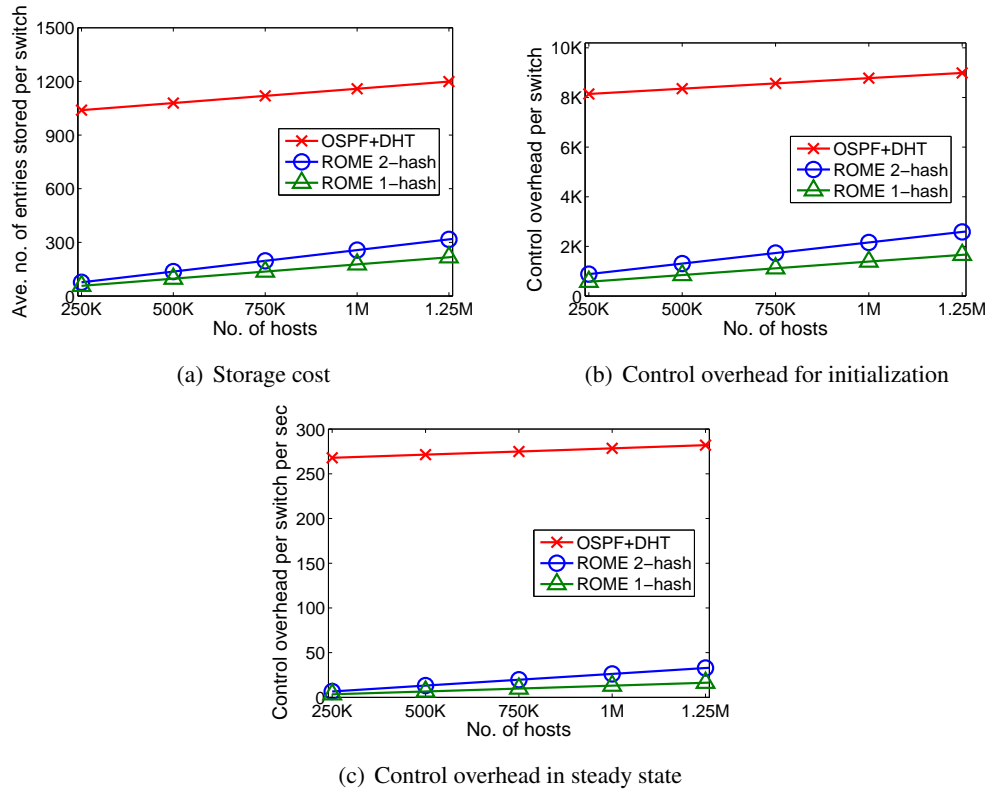 Ave. no. of entries stored per switch
1500
1200
900
600
300
0
OSPF+DHT
ROME 2−hash
ROME 1−hash
250K 500K 750K 1M 1.25M
No. of hosts
(a) Storage cost
Control overhead per switch
10K
8K
6K
4K
2K
0
OSPF+DHT
ROME 2−hash
ROME 1−hash
250K 500K 750K 1M 1.25M
No. of hosts
(b) Control overhead for initialization
Control overhead per switch per sec
300
250
200
150
100
50
0
OSPF+DHT
ROME 2−hash
ROME 1−hash
250K 500K 750K 1M 1.25M
No. of hosts
(c) Control overhead in steady state